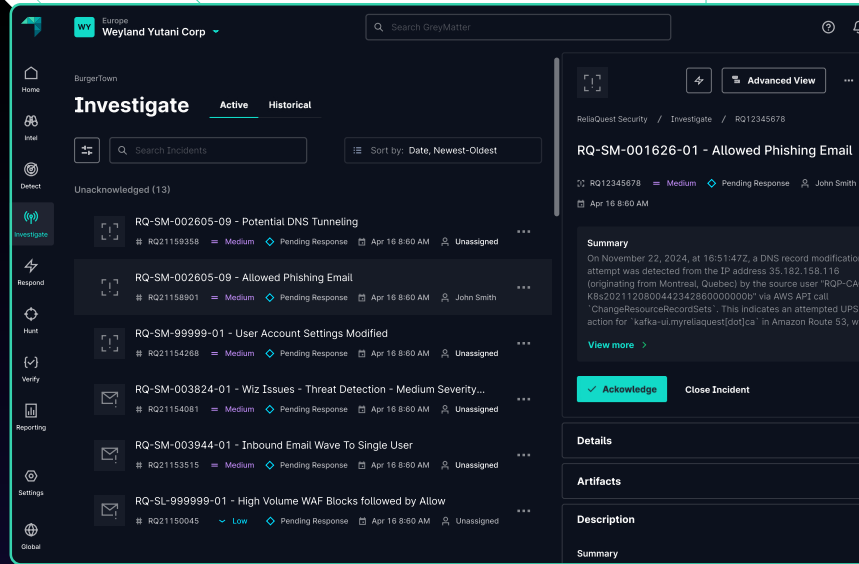 WY
Europe
Weyland Yutani Corp
Search GreyMatter
Home
Intel
Detect
Investigate
Respond
Hunt
Verify
Reporting
Settings
Global
BurgerTown
Investigate Active Historical
Search Incidents
Sort by: Date, Newest-Oldest
Unacknowledged (13)
RQ-SM-002605-09 - Potential DNS Tunneling
# RQ21159358 = Medium Pending Response Apr 16 8:60 AM Unassigned
RQ-SM-002605-09 - Allowed Phishing Email
# RQ21158901 = Medium Pending Response Apr 16 8:60 AM John Smith
RQ-SM-99999-01 - User Account Settings Modified
# RQ21154268 = Medium Pending Response Apr 16 8:60 AM Unassigned
RQ-SM-003824-01 - Wiz Issues - Threat Detection - Medium Severity...
# RQ21154081 = Medium Pending Response Apr 16 8:60 AM Unassigned
RQ-SM-003944-01 - Inbound Email Wave To Single User
# RQ21153515 = Medium Pending Response Apr 16 8:60 AM Unassigned
RQ-SL-999999-01 - High Volume WAF Blocks followed by Allow
# RQ21150045 Low Pending Response Apr 16 8:60 AM Unassigned
Advanced View
ReliaQuest Security / Investigate / RQ12345678
RQ-SM-001626-01 - Allowed Phishing Email
RQ12345678 = Medium Pending Response John Smith
Apr 16 8:60 AM
Summary
On November 22, 2024, at 16:51:47Z, a DNS record modification
attempt was detected from the IP address 35.182.158.116
(originating from Montreal, Quebec) by the source user "RQP-CA
K8s20211208004423428600000000b" via AWS API call
`ChangeResourceRecordSets`. This indicates an attempted UPS
action for `kafka-ui.myreliaquest[dot]ca` in Amazon Route 53, w
View more >
Ackowledge Close Incident
Details
Artifacts
Description
Summary